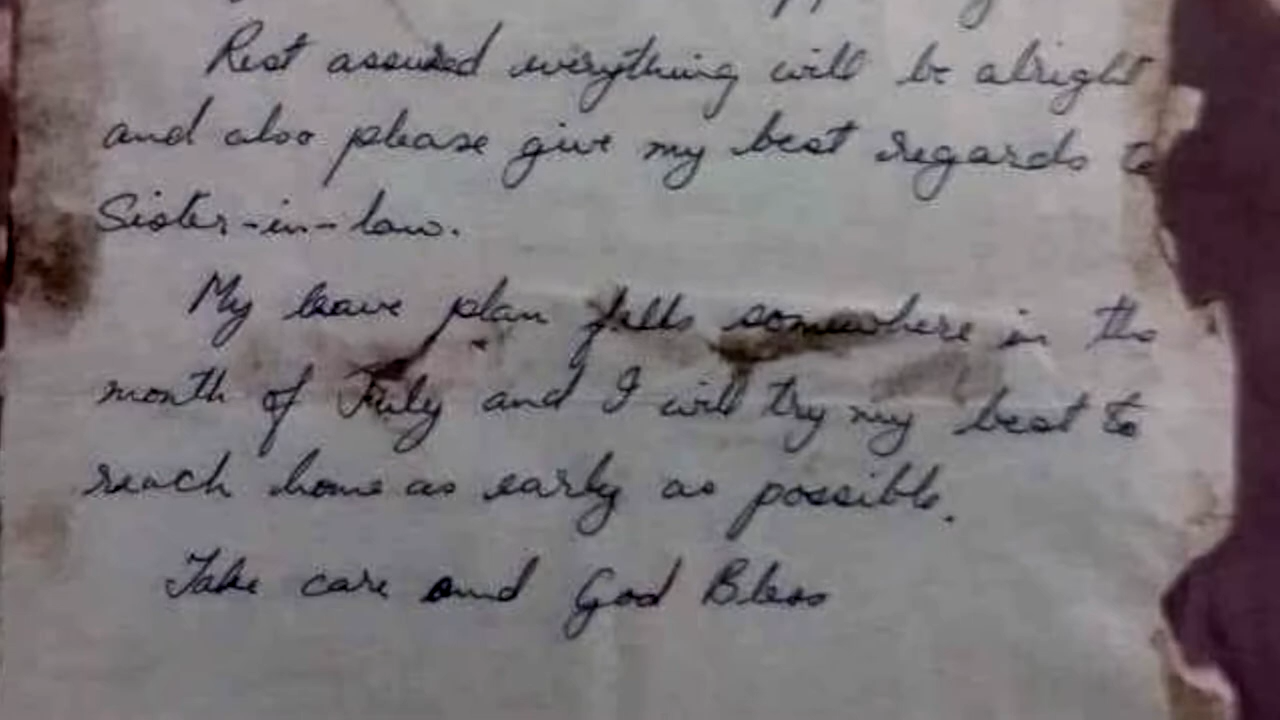 Rest assured everything will be alright
and also please give my best regards to
Sister-in-law.
My leave plan falls somewhere in the
month of July and I will try my best to
reach home as early as possible.
Take care and God Bless